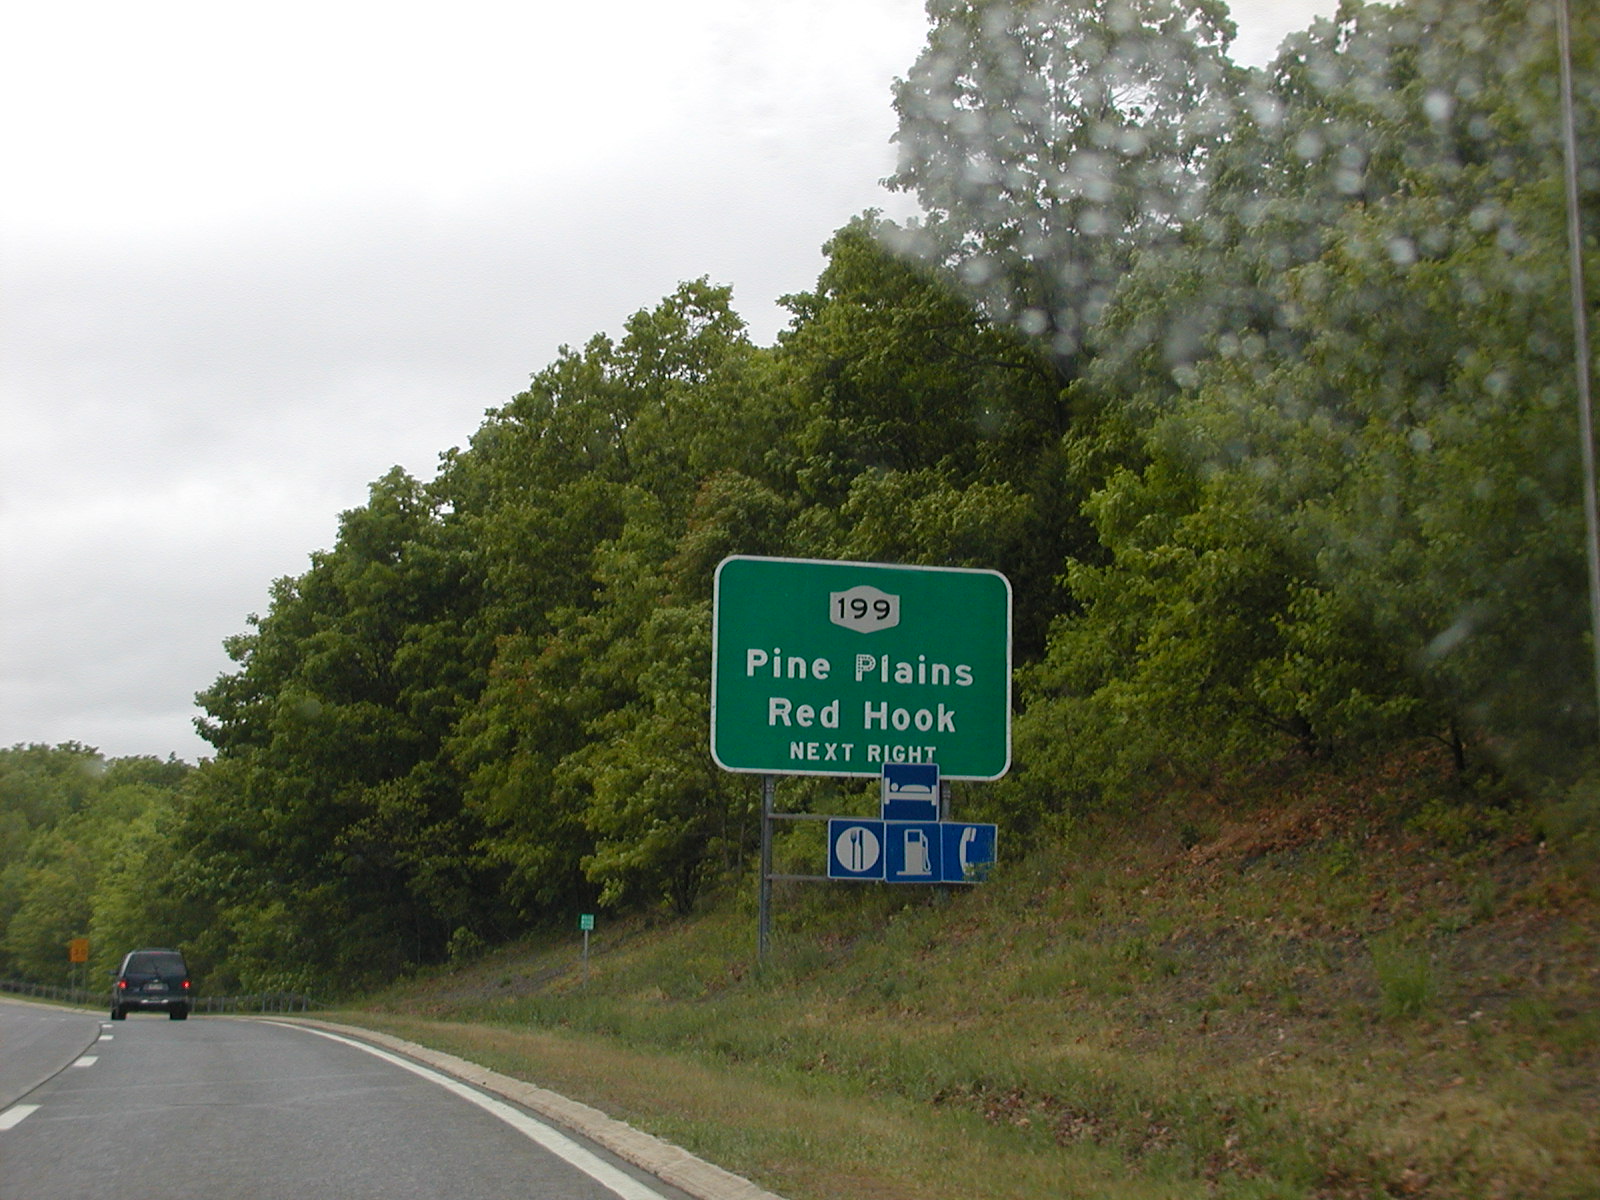 199
Pine Plains
Red Hook
NEXT RIGHT